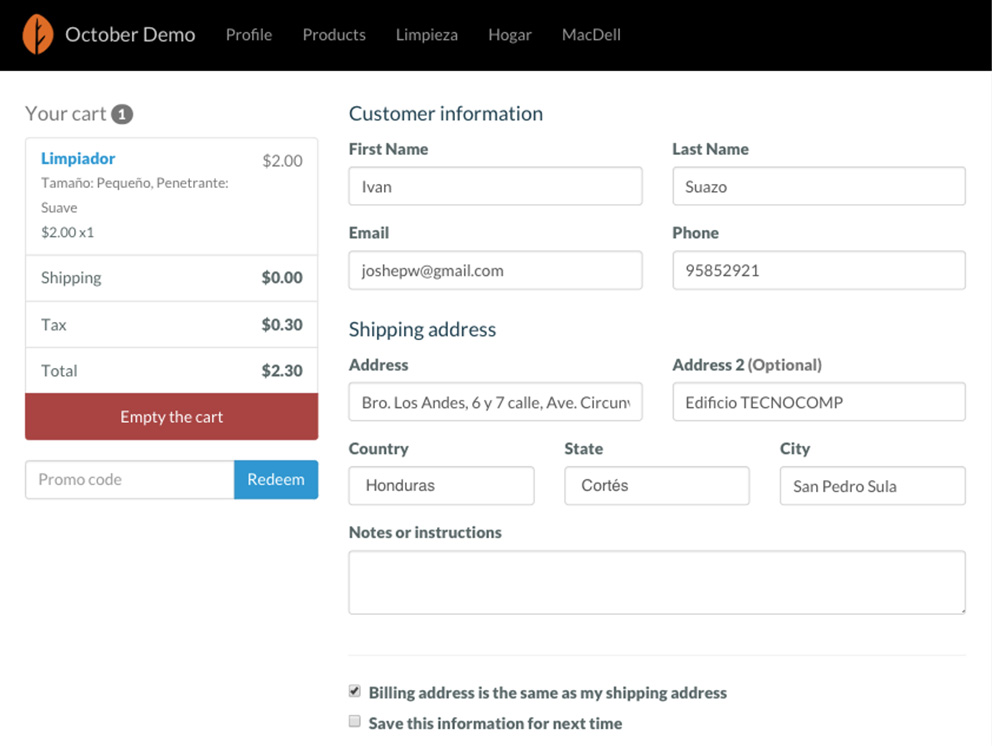 October Demo Profile Products Limpieza Hogar MacDell
Your cart 1
Limpiador $2.00
Tamaño: Pequeño, Penetrante:
Suave
$2.00 x1
Shipping $0.00
Tax $0.30
Total $2.30
Empty the cart
Promo code Redeem
Customer information
First Name Last Name
Ivan Suazo
Email Phone
joshepw@gmail.com 95852921
Shipping address
Address Address 2 (Optional)
Bro. Los Andes, 6 y 7 calle, Ave. Circunv Edificio TECNOCOMP
Country State City
Honduras Cortés San Pedro Sula
Notes or instructions
Billing address is the same as my shipping address
Save this information for next time